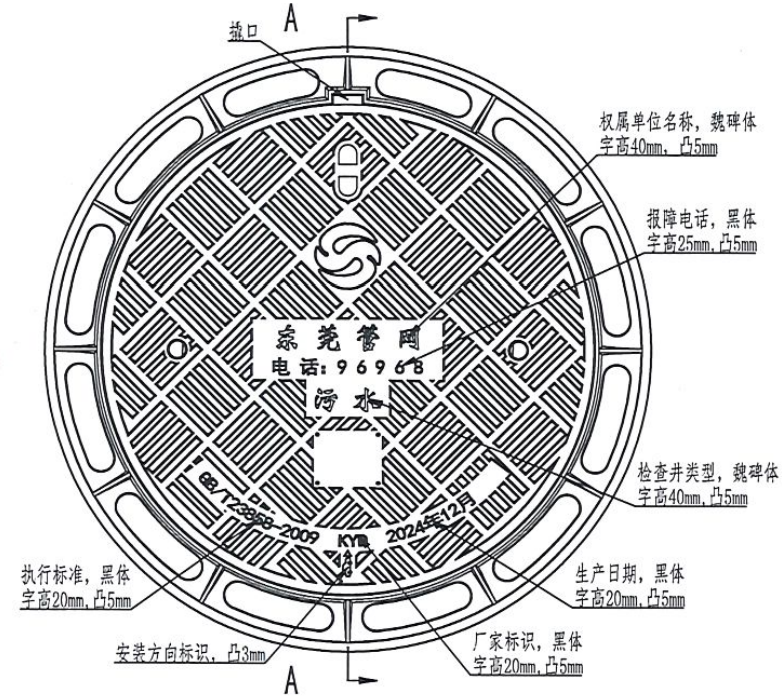 A
撬口
权属单位名称，魏碑体
字高40mm，凸5mm
报障电话，黑体
字高25mm,凸5mm
东莞管网
电话:96968
污水
检查井类型，魏碑体
字高40mm,凸5mm
GB/T23858-2009
2024年12月
执行标准，黑体
字高20mm,凸5mm
生产日期，黑体
字高20mm,凸5mm
安装方向标识，凸3mm
厂家标识，黑体
字高20mm,凸5mm
A